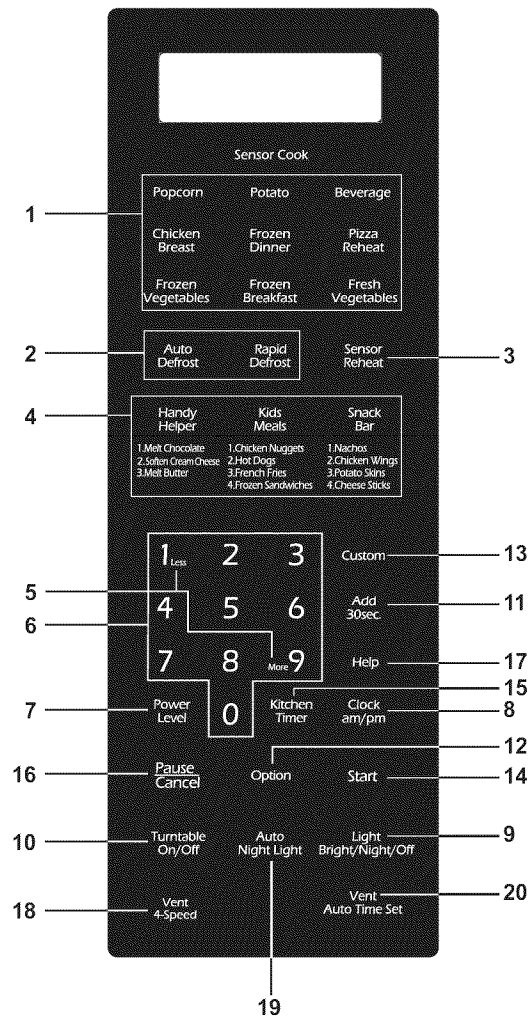 Sensor Cook
Popcorn Potato Beverage
1
Chicken Frozen Pizza
Breast Dinner Reheat
Frozen Frozen Fresh
Vegetables Breakfast Vegetables
2 Auto Rapid Sensor 3
Defrost Defrost Reheat
4 Handy Kids Snack
Helper Meals Bar
1.Melt Chocolate 1.Chicken Nuggets 1.Nachos
2.Soften Cream Cheese 2.Hot Dogs 2.Chicken Wings
3.Melt Butter 3.French Fries 3.Potato Skins
4.Frozen Sandwiches 4.Cheese Sticks
1 Less 2 3 Custom 13
5
6 4 5 6 Add 11
30sec.
7 8 More 9 Help 17
15
7 Power 0 Kitchen Clock 8
Level Timer am/pm
12
16 Pause Option Start 14
Cancel
10 Turntable Auto Light 9
On/Off Night Light Bright/Night/Off
18 Vent Vent 20
4-Speed Auto Time Set
19